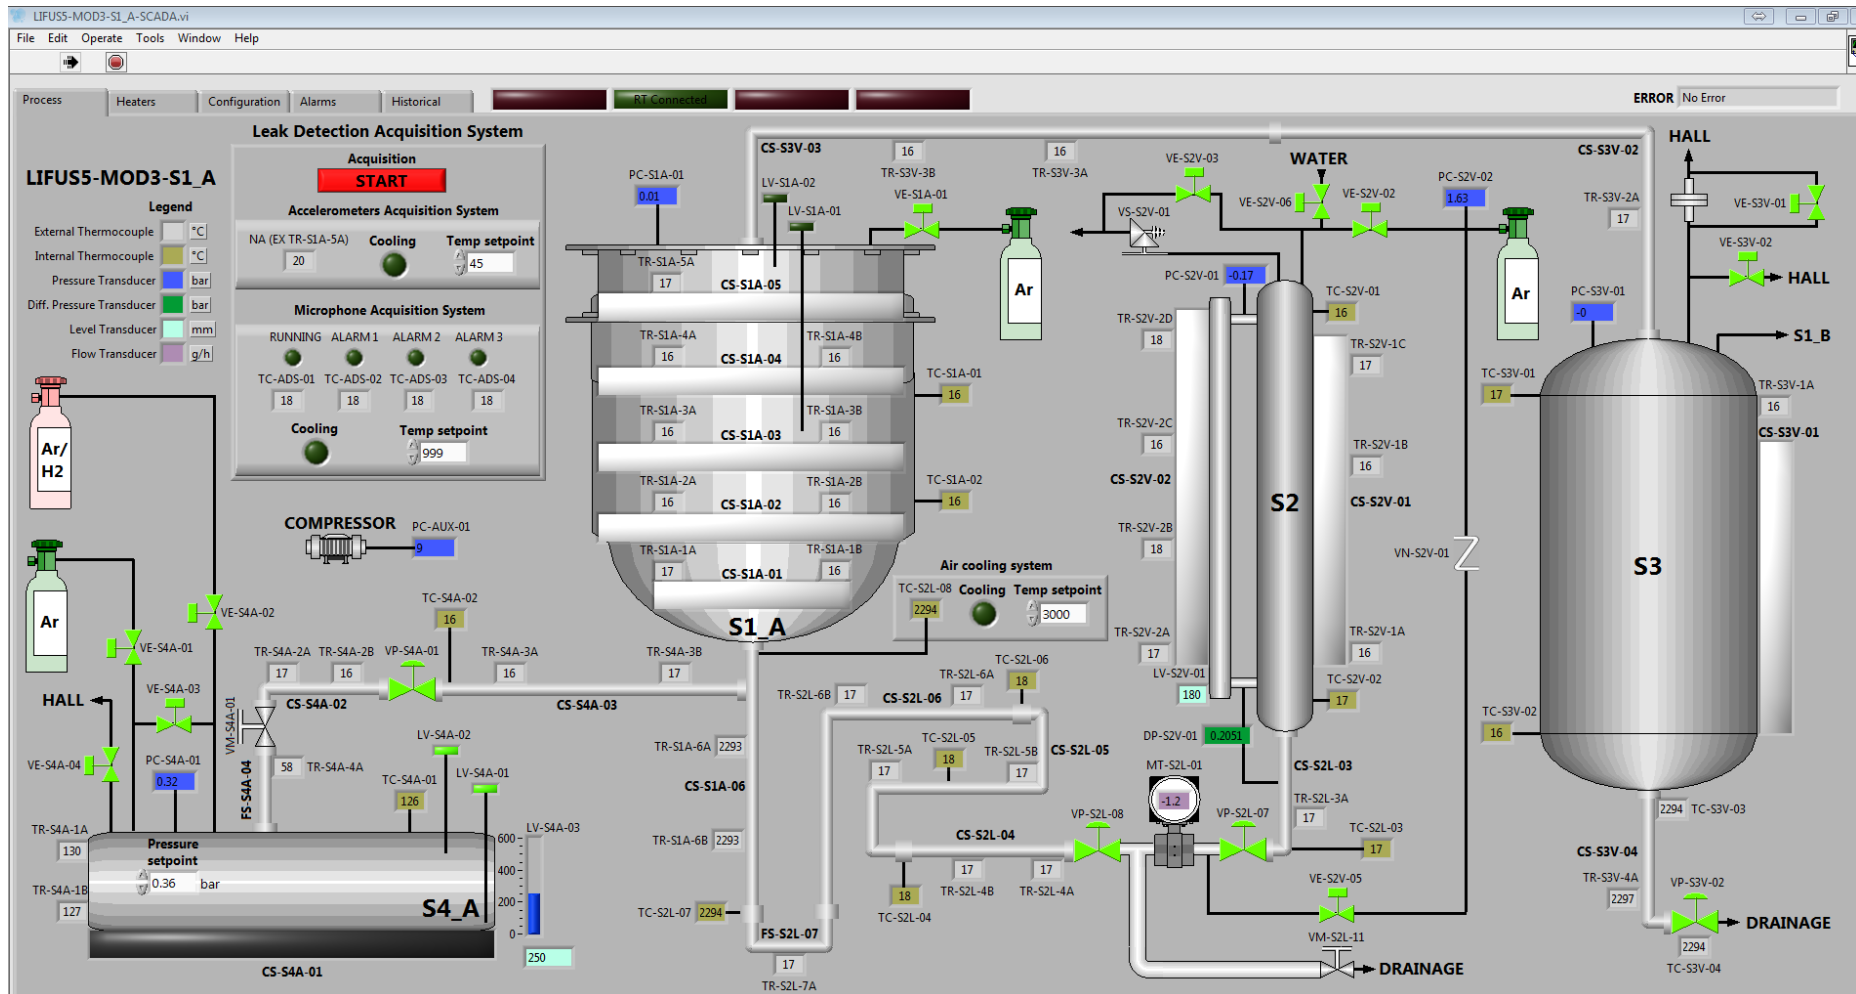 LIFUS5-MOD3-S1_A-SCADA.vi
File Edit Operate Tools Window Help
Process Heaters Configuration Alarms Historical
RT Connected
ERROR No Error
LIFUS5-MOD3-S1_A
Legend
External Thermocouple °C
Internal Thermocouple °C
Pressure Transducer bar
Diff. Pressure Transducer bar
Level Transducer mm
Flow Transducer g/h
Leak Detection Acquisition System
Acquisition
START
Accelerometers Acquisition System
NA (EX TR-S1A-5A)
20
Cooling
Temp setpoint
45
Microphone Acquisition System
RUNNING ALARM 1 ALARM 2 ALARM 3
TC-ADS-01 TC-ADS-02 TC-ADS-03 TC-ADS-04
18 18 18 18
Cooling
Temp setpoint
999
COMPRESSOR
PC-AUX-01
9
Ar/
H2
Ar
VE-S4A-02
VE-S4A-01
VE-S4A-03
HALL
VE-S4A-04
PC-S4A-01
0.32
TR-S4A-1A
130
TR-S4A-1B
127
Pressure
setpoint
0.36 bar
S4_A
CS-S4A-01
FS-S4A-04
VM-S4A-01
58 TR-S4A-4A
TC-S4A-01
126
LV-S4A-02
LV-S4A-01
LV-S4A-03
600
400
200
0
250
TR-S4A-2A
17
TR-S4A-2B
16
CS-S4A-02
VP-S4A-01
TC-S4A-02
16
TR-S4A-3A
16
CS-S4A-03
TR-S4A-3B
17
PC-S1A-01
0.01
CS-S3V-03
LV-S1A-02
LV-S1A-01
VE-S1A-01
Ar
TR-S1A-5A
17
CS-S1A-05
TR-S1A-4A
16
TR-S1A-4B
16
CS-S1A-04
TR-S1A-3A
16
TR-S1A-3B
16
CS-S1A-03
TR-S1A-2A
16
TR-S1A-2B
16
CS-S1A-02
TR-S1A-1A
17
TR-S1A-1B
16
CS-S1A-01
S1_A
TC-S1A-01
16
TC-S1A-02
16
Air cooling system
TC-S2L-08
2294
Cooling
Temp setpoint
3000
TR-S1A-6A 2293
CS-S1A-06
TR-S1A-6B 2293
TC-S2L-07 2294
FS-S2L-07
17
TR-S2L-7A
TR-S2L-6B 17
CS-S2L-06
TR-S2L-6A
17
TC-S2L-06
18
TR-S2L-5A
17
TC-S2L-05
18
TR-S2L-5B
17
CS-S2L-05
CS-S2L-04
18
TC-S2L-04
17
TR-S2L-4B
17
TR-S2L-4A
VP-S2L-08
MT-S2L-01
-1.2
VP-S2L-07
16
TR-S3V-3B
16
TR-S3V-3A
VE-S2V-03
VS-S2V-01
WATER
VE-S2V-06
VE-S2V-02
PC-S2V-02
1.63
Ar
PC-S2V-01
-0.17
TC-S2V-01
16
TR-S2V-2D
18
TR-S2V-1C
17
TR-S2V-2C
16
TR-S2V-1B
16
CS-S2V-02
S2
CS-S2V-01
TR-S2V-2B
18
TR-S2V-2A
17
TR-S2V-1A
16
LV-S2V-01
180
TC-S2V-02
17
DP-S2V-01 0.2051
CS-S2L-03
TR-S2L-3A
17
TC-S2L-03
17
VN-S2V-01
VE-S2V-05
VM-S2L-11
DRAINAGE
CS-S3V-02
TR-S3V-2A
17
HALL
VE-S3V-01
VE-S3V-02
HALL
PC-S3V-01
-0
S1_B
TC-S3V-01
17
TR-S3V-1A
16
CS-S3V-01
S3
TC-S3V-02
16
2294 TC-S3V-03
CS-S3V-04
TR-S3V-4A
2297
VP-S3V-02
DRAINAGE
2294
TC-S3V-04